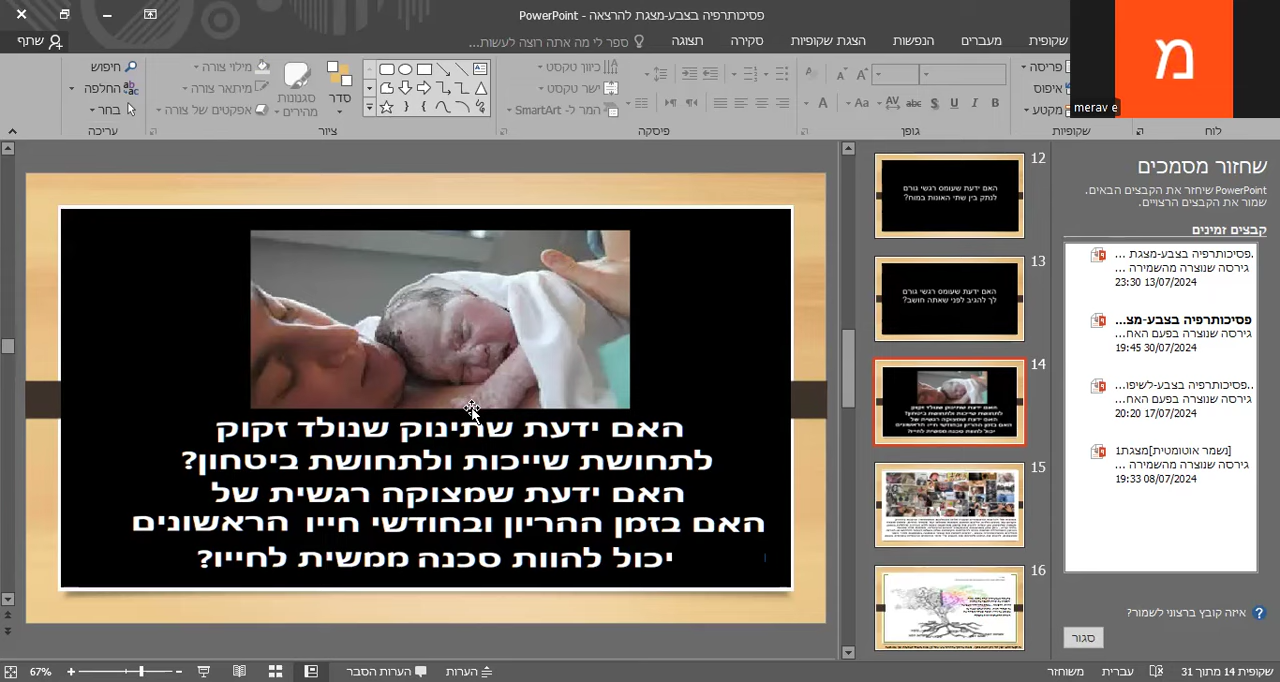 פסיכותרפיה בצבע-מצגת להרצאה - PowerPoint
שקופית
מעברים
הנפשות
הצגת שקופיות
סקירה
תצוגה
ספר לי מה אתה רוצה לעשות...
שתף
מ
merav e
פריסה
איפוס
מקטע
כיוון טקסט
ישר טקסט
המר ל- SmartArt
סדר
סגנונות
מהירים
מילוי צורה
מיתאר צורה
אפקטים של צורה
חיפוש
החלפה
בחר
לוח
שקופיות
גופן
פיסקה
ציור
עריכה
שחזור מסמכים
PowerPoint שיחזר את הקבצים הבאים.
שמור את הקבצים הרצויים.
קבצים זמינים
פסיכותרפיה בצבע-מצגת ...
גירסה שנוצרה מהשמירה ...
13/07/2024 23:30
פסיכותרפיה בצבע-מצ...
גירסה שנוצרה בפעם האח...
30/07/2024 19:45
פסיכותרפיה בצבע-לשיפו...
גירסה שנוצרה בפעם האח...
17/07/2024 20:20
מצגת1[נשמר אוטומטית] ...
גירסה שנוצרה מהשמירה ...
08/07/2024 19:33
איזה קובץ ברצוני לשמור?
סגור
12
האם ידעת שעומס רגשי גורם
לנתק בין שתי האונות במוח?
13
האם ידעת שעומס רגשי גורם
לך להגיב לפני שאתה חושב?
14
15
16
האם ידעת שתינוק שנולד זקוק
לתחושת שייכות ולתחושת ביטחון?
האם ידעת שמצוקה רגשית של
האם בזמן ההריון ובחודשי חייו הראשונים
יכול להוות סכנה ממשית לחייו?
שקופית 14 מתוך 31
עברית
משוחזר
הערות
הערות הסבר
67%